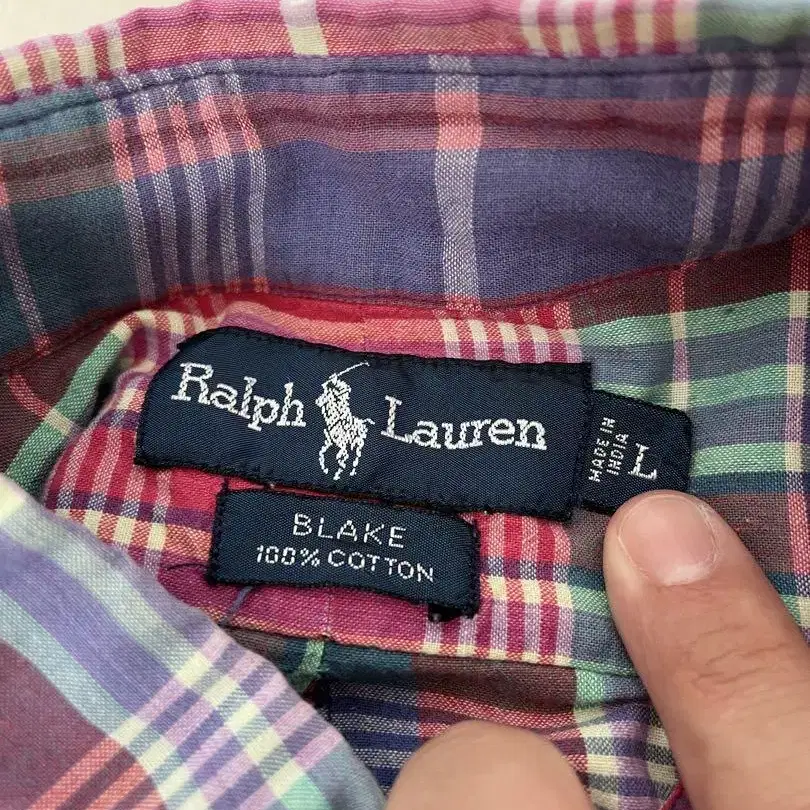 Ralph Lauren
MADE IN
INDIA
L
BLAKE
100% COTTON